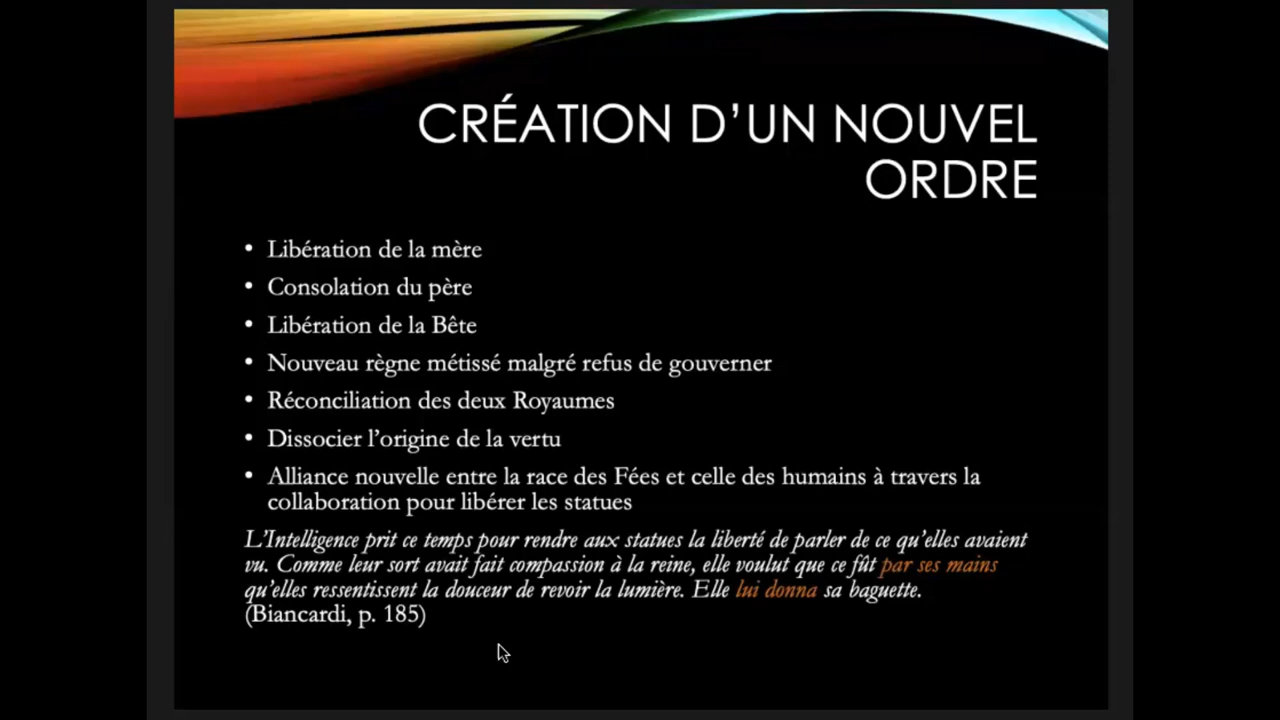 CRÉATION D’UN NOUVEL
ORDRE
• Libération de la mère
• Consolation du père
• Libération de la Bête
• Nouveau règne métissé malgré refus de gouverner
• Réconciliation des deux Royaumes
• Dissocier l’origine de la vertu
• Alliance nouvelle entre la race des Fées et celle des humains à travers la
collaboration pour libérer les statues
L’Intelligence prit ce temps pour rendre aux statues la liberté de parler de ce qu’elles avaient
vu. Comme leur sort avait fait compassion à la reine, elle voulut que ce fût par ses mains
qu’elles ressentissent la douceur de revoir la lumière. Elle lui donna sa baguette.
(Biancardi, p. 185)